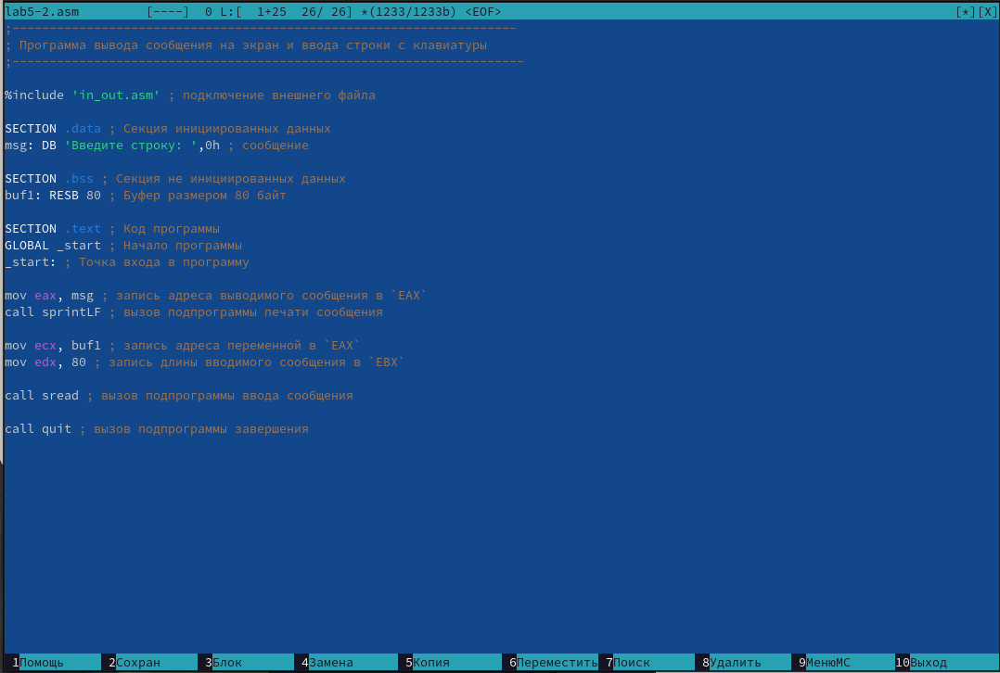 lab5-2.asm [----] 0 L:[ 1+25 26/ 26] *(1233/1233b) <EOF> [*][X]
;--------------------------------------------------------------------
; Программа вывода сообщения на экран и ввода строки с клавиатуры
;---------------------------------------------------------------------
%include 'in_out.asm' ; подключение внешнего файла
SECTION .data ; Секция инициированных данных
msg: DB 'Введите строку: ',0h ; сообщение
SECTION .bss ; Секция не инициированных данных
buf1: RESB 80 ; Буфер размером 80 байт
SECTION .text ; Код программы
GLOBAL _start ; Начало программы
_start: ; Точка входа в программу
mov eax, msg ; запись адреса выводимого сообщения в `EAX`
call sprintLF ; вызов подпрограммы печати сообщения
mov ecx, buf1 ; запись адреса переменной в `EAX`
mov edx, 80 ; запись длины вводимого сообщения в `EBX`
call sread ; вызов подпрограммы ввода сообщения
call quit ; вызов подпрограммы завершения
1Помощь 2Сохран 3Блок 4Замена 5Копия 6Переместить 7Поиск 8Удалить 9МенюМС 10Выход